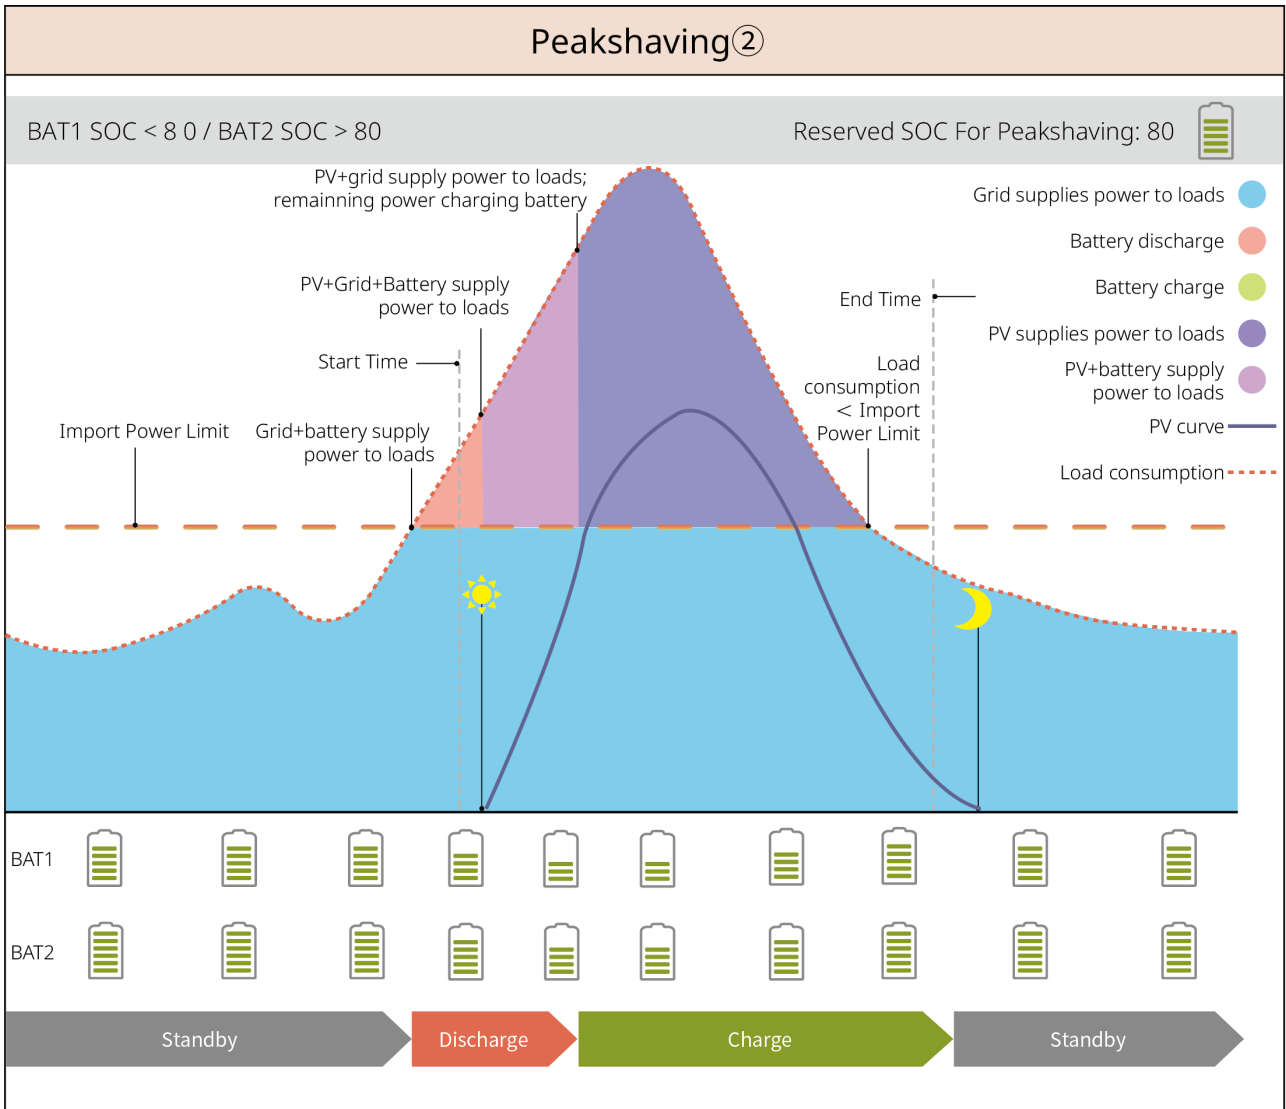 Peakshaving②
BAT1 SOC < 8 0 / BAT2 SOC > 80
Reserved SOC For Peakshaving: 80
PV+grid supply power to loads;
remainning power charging battery
PV+Grid+Battery supply
power to loads
Start Time
Import Power Limit
Grid+battery supply
power to loads
End Time
Load
consumption
< Import
Power Limit
Grid supplies power to loads
Battery discharge
Battery charge
PV supplies power to loads
PV+battery supply
power to loads
PV curve
Load consumption
BAT1
BAT2
Standby
Discharge
Charge
Standby